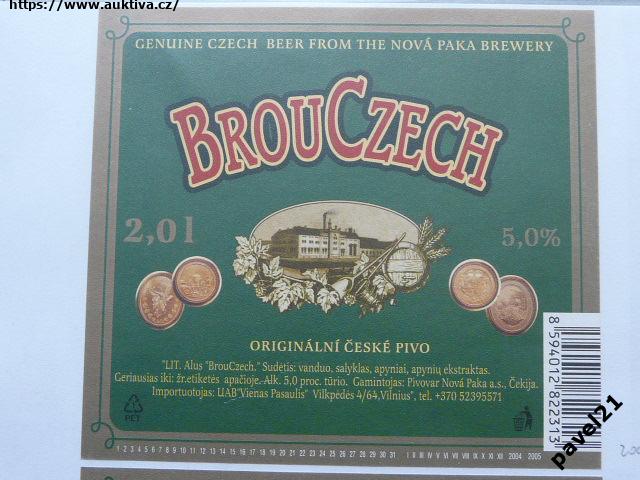 https://www.auktiva.cz/
GENUINE CZECH BEER FROM THE NOVÁ PAKA BREWERY
BROUCZECH
2,0 l
5,0%
ORIGINÁLNÍ ČESKÉ PIVO
"LIT. Alus "BrouCzech." Sudėtis: vanduo, salyklas, apyniai, apynių ekstraktas.
Geriausias iki: žr.etiketės apačioje. Alk. 5,0 proc. tūrio. Gamintojas: Pivovar Nová Paka a.s., Čekija.
Importuotojas: UAB"Vienas Pasaulis" Vilkpėdės 4/64,Vilnius", tel. +370 52395571
PET
8 594012 822313
pavel21
1 2 3 4 5 6 7 8 9 10 11 12 13 14 15 16 17 18 19 20 21 22 23 24 25 26 27 28 29 30 31 I II III IV V VI VII VIII IX X XI XII 2004 2005